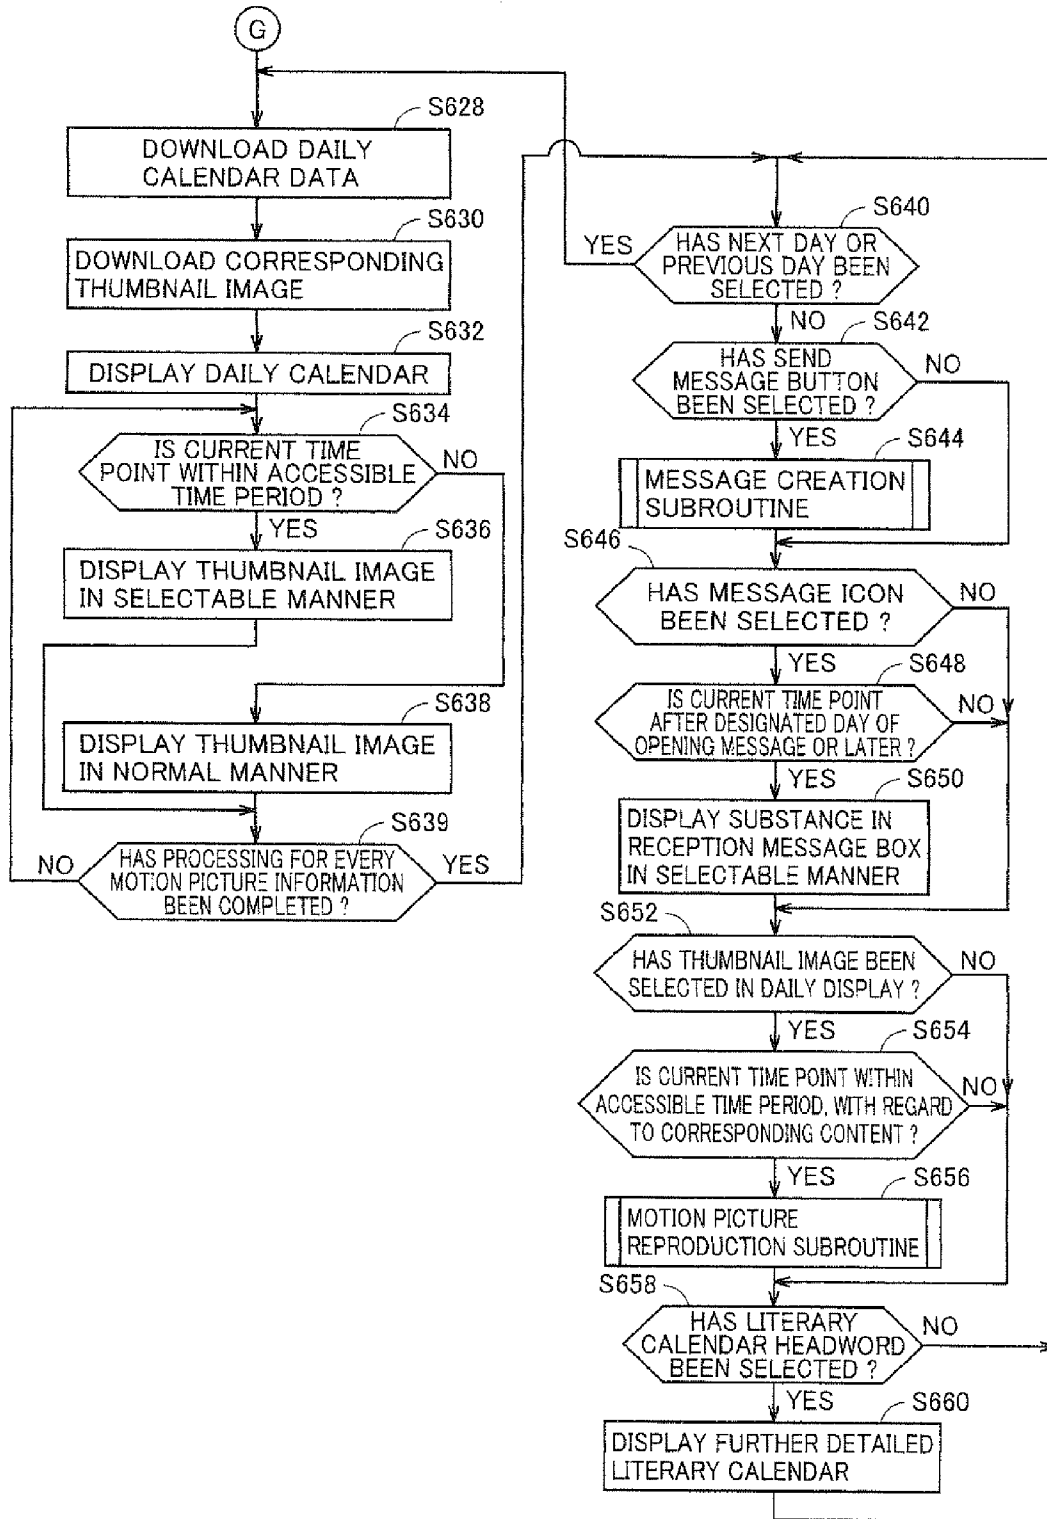 G
S628
DOWNLOAD DAILY
CALENDAR DATA
S630
DOWNLOAD CORRESPONDING
THUMBNAIL IMAGE
S632
DISPLAY DAILY CALENDAR
S634
IS CURRENT TIME
POINT WITHIN ACCESSIBLE
TIME PERIOD ?
NO
YES
S636
DISPLAY THUMBNAIL IMAGE
IN SELECTABLE MANNER
S638
DISPLAY THUMBNAIL IMAGE
IN NORMAL MANNER
S639
NO
HAS PROCESSING FOR EVERY
MOTION PICTURE INFORMATION
BEEN COMPLETED ?
YES
S640
YES
HAS NEXT DAY OR
PREVIOUS DAY BEEN
SELECTED ?
NO
S642
HAS SEND
MESSAGE BUTTON
BEEN SELECTED ?
NO
YES
S644
MESSAGE CREATION
SUBROUTINE
S646
HAS MESSAGE ICON
BEEN SELECTED ?
NO
YES
S648
IS CURRENT TIME POINT
AFTER DESIGNATED DAY OF
OPENING MESSAGE OR LATER ?
NO
YES
S650
DISPLAY SUBSTANCE IN
RECEPTION MESSAGE BOX
IN SELECTABLE MANNER
S652
HAS THUMBNAIL IMAGE BEEN
SELECTED IN DAILY DISPLAY ?
NO
YES
S654
IS CURRENT TIME POINT WITHIN
ACCESSIBLE TIME PERIOD, WITH REGARD
TO CORRESPONDING CONTENT ?
NO
YES
S656
MOTION PICTURE
REPRODUCTION SUBROUTINE
S658
HAS LITERARY
CALENDAR HEADWORD
BEEN SELECTED ?
NO
YES
S660
DISPLAY FURTHER DETAILED
LITERARY CALENDAR